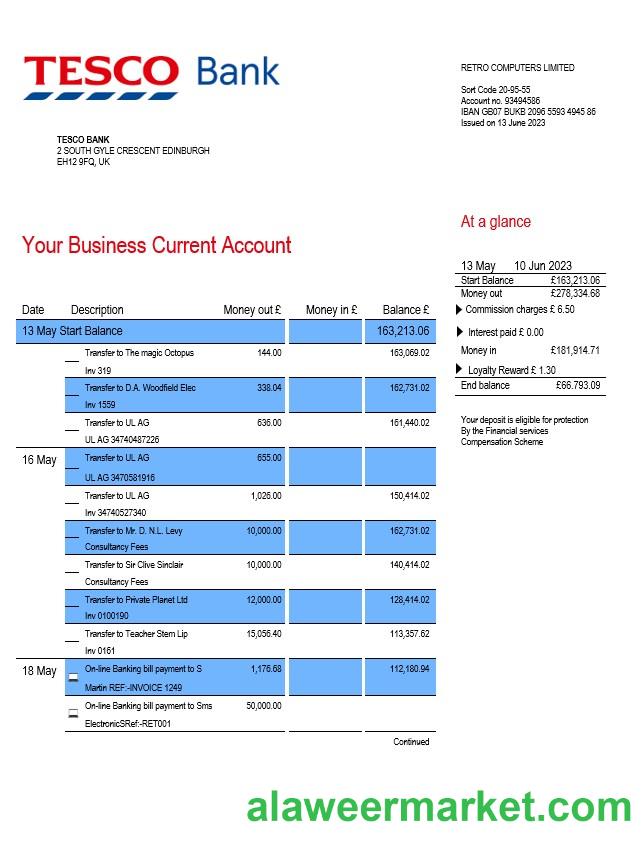 TESCO Bank
RETRO COMPUTERS LIMITED
Sort Code 20-95-55
Account no. 93494586
IBAN GB07 BUKB 2096 5593 4945 86
Issued on 13 June 2023
TESCO BANK
2 SOUTH GYLE CRESCENT EDINBURGH
EH12 9FQ, UK
At a glance
Your Business Current Account
13 May 10 Jun 2023
Start Balance £163,213.06
Money out £278,334.68
Commission charges £ 6.50
Interest paid £ 0.00
Money in £181,914.71
Loyalty Reward £ 1.30
End balance £66.793.09
Your deposit is eligible for protection
By the Financial services
Compensation Scheme
Date Description Money out £ Money in £ Balance £
13 May Start Balance 163,213.06
Transfer to The magic Octopus 144.00 163,069.02
Inv 319
Transfer to D.A. Woodfield Elec 338.04 162,731.02
Inv 1559
Transfer to UL AG 636.00 161,440.02
UL AG 34740487226
16 May Transfer to UL AG 655.00
UL AG 3470581916
Transfer to UL AG 1,026.00 150,414.02
Inv 34740527340
Transfer to Mr. D. N.L. Levy 10,000.00 162,731.02
Consultancy Fees
Transfer to Sir Clive Sinclair 10,000.00 140,414.02
Consultancy Fees
Transfer to Private Planet Ltd 12,000.00 128,414.02
Inv 0100190
Transfer to Teacher Stem Lip 15,056.40 113,357.62
Inv 0161
18 May On-line Banking bill payment to S 1,176.68 112,180.94
Martin REF:-INVOICE 1249
On-line Banking bill payment to Sms 50,000.00
ElectronicSRef:-RET001
Continued
alaweermarket.com